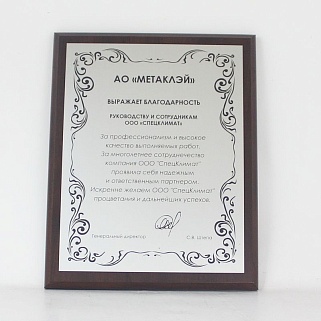 АО «МЕТАКЛЭЙ»
ВЫРАЖАЕТ БЛАГОДАРНОСТЬ
РУКОВОДСТВУ И СОТРУДНИКАМ
ООО «СПЕЦКЛИМАТ»
За профессионализм и высокое
качество выполняемых работ.
За многолетнее сотрудничество
компания ООО "СпецКлимат"
проявила себя надежным
и ответственным партнером.
Искренне желаем ООО "СпецКлимат"
процветания и дальнейших успехов.
Генеральный директор
С.В.